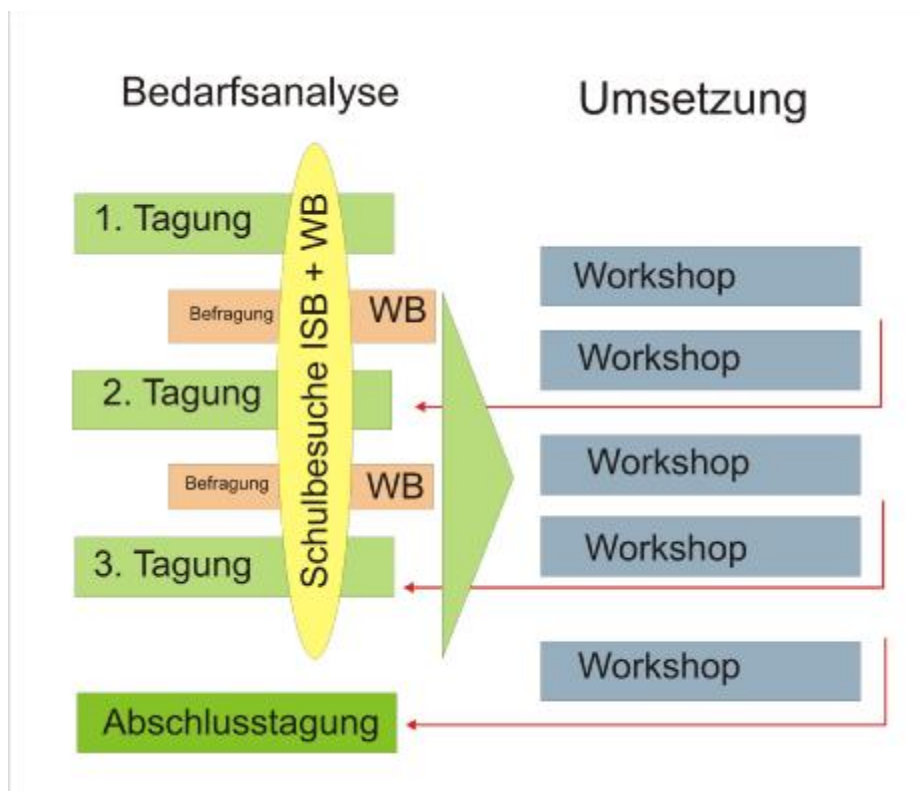 Bedarfsanalyse
1. Tagung
Befragung WB
2. Tagung
Befragung WB
3. Tagung
Schulbesuche ISB + WB
Abschlusstagung
Umsetzung
Workshop
Workshop
Workshop
Workshop
Workshop